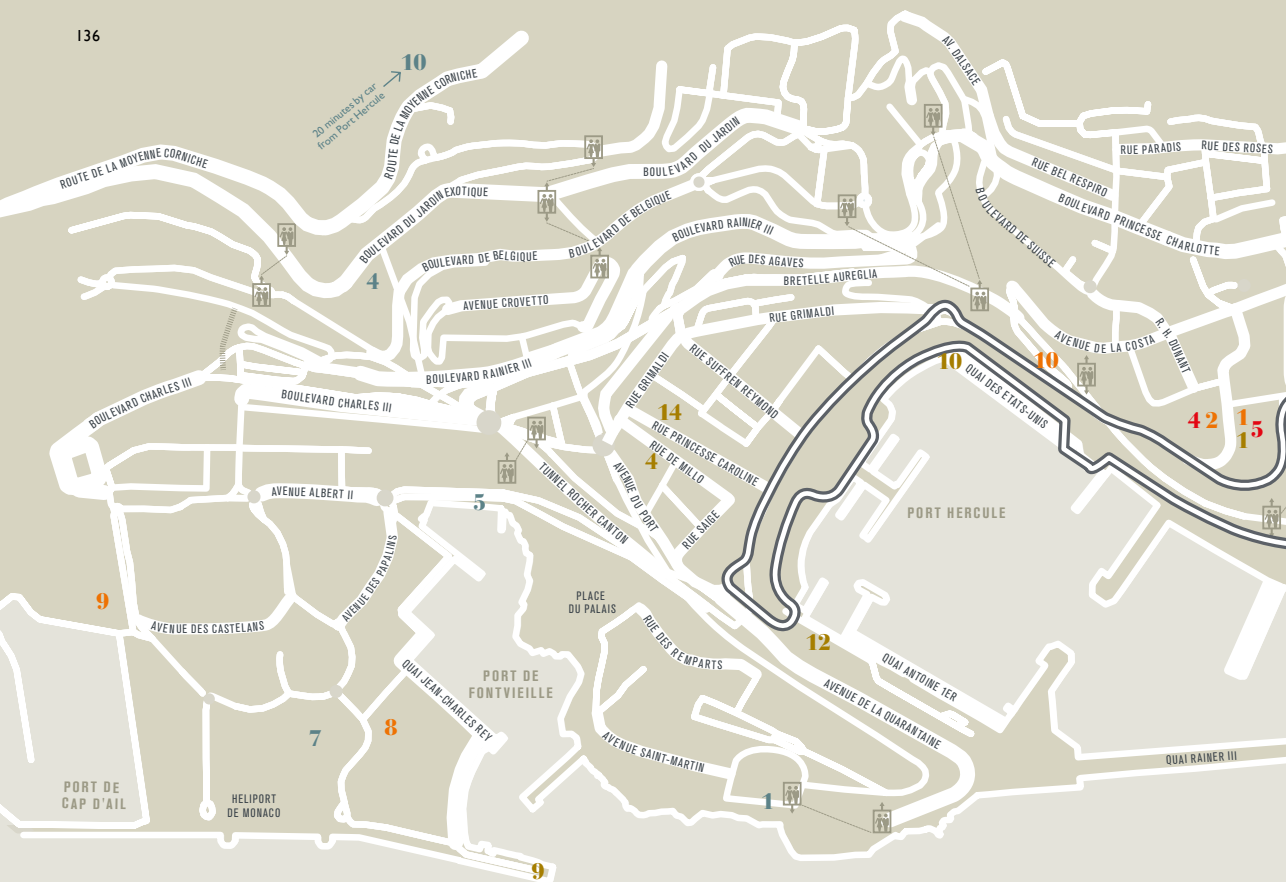 136
10
20 minutes by car
from Port Hercule
ROUTE DE LA MOYENNE CORNICHE
ROUTE DE LA MOYENNE CORNICHE
AV. DALSACE
BOULEVARD DU JARDIN
BOULEVARD DU JARDIN EXOTIQUE
RUE PARADIS
RUE DES ROSES
RUE BEL RESPIRO
BOULEVARD PRINCESSE CHARLOTTE
BOULEVARD DE SUISSE
BOULEVARD DE BELGIQUE
BOULEVARD DE BELGIQUE
BOULEVARD RAINIER III
RUE DES AGAVES
BRETELLE AUREGLIA
4
AVENUE CROVETTO
RUE GRIMALDI
AVENUE DE LA COSTA
R. H. DUNANT
10
10
QUAI DES ETATS-UNIS
BOULEVARD RAINIER III
RUE GRIMALDI
RUE SUFFREN REYMOND
BOULEVARD CHARLES III
BOULEVARD CHARLES III
14
4
2
1
5
1
RUE PRINCESSE CAROLINE
4
RUE DE MILLO
AVENUE ALBERT II
5
TUNNEL ROCHER CANTON
AVENUE DU PORT
RUE SAIGE
PORT HERCULE
AVENUE DES PAPALINS
9
AVENUE DES CASTELANS
PLACE
DU PALAIS
RUE DES REMPARTS
12
QUAI ANTOINE 1ER
PORT DE
FONTVIEILLE
QUAI JEAN-CHARLES REY
AVENUE DE LA QUARANTAINE
7
8
AVENUE SAINT-MARTIN
QUAI RAINER III
PORT DE
CAP D'AIL
HELIPORT
DE MONACO
1
9